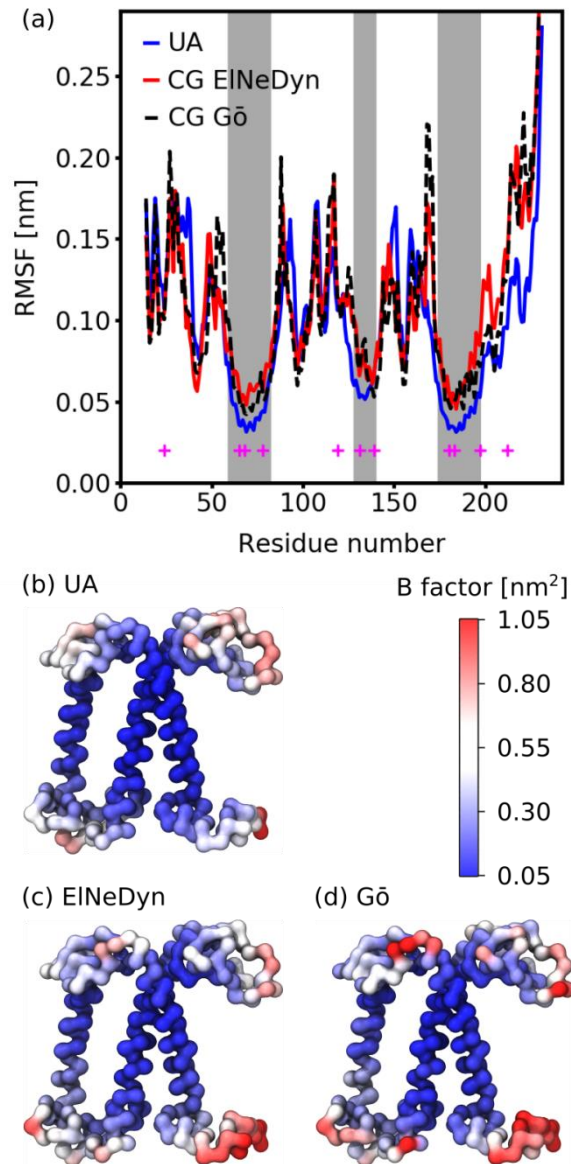 (a)
UA
CG ElNeDyn
CG Gō
RMSF [nm]
0.25
0.20
0.15
0.10
0.05
0.00
0 50 100 150 200
Residue number
(b) UA
B factor [nm²]
1.05
0.80
0.55
0.30
0.05
(c) ElNeDyn
(d) Gō